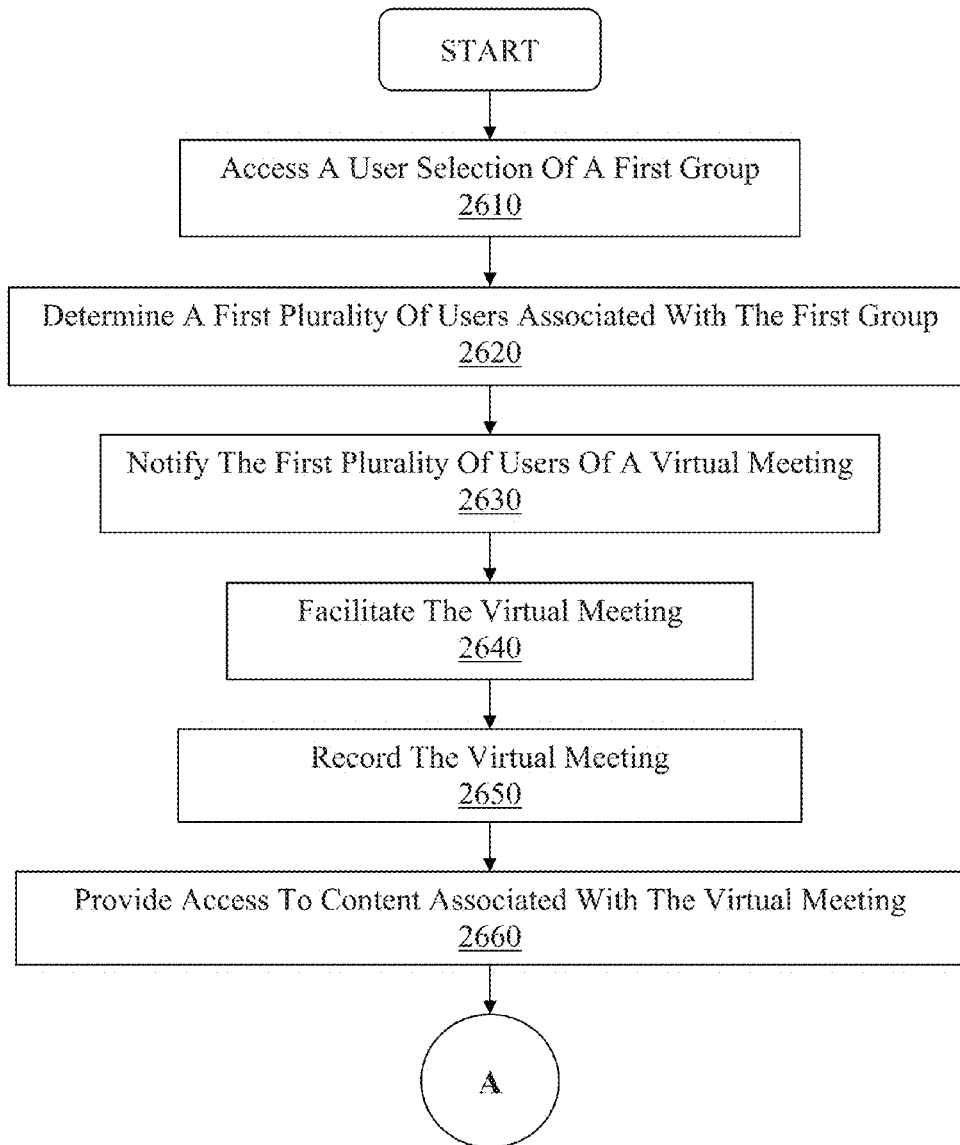 START
Access A User Selection Of A First Group
2610
Determine A First Plurality Of Users Associated With The First Group
2620
Notify The First Plurality Of Users Of A Virtual Meeting
2630
Facilitate The Virtual Meeting
2640
Record The Virtual Meeting
2650
Provide Access To Content Associated With The Virtual Meeting
2660
A